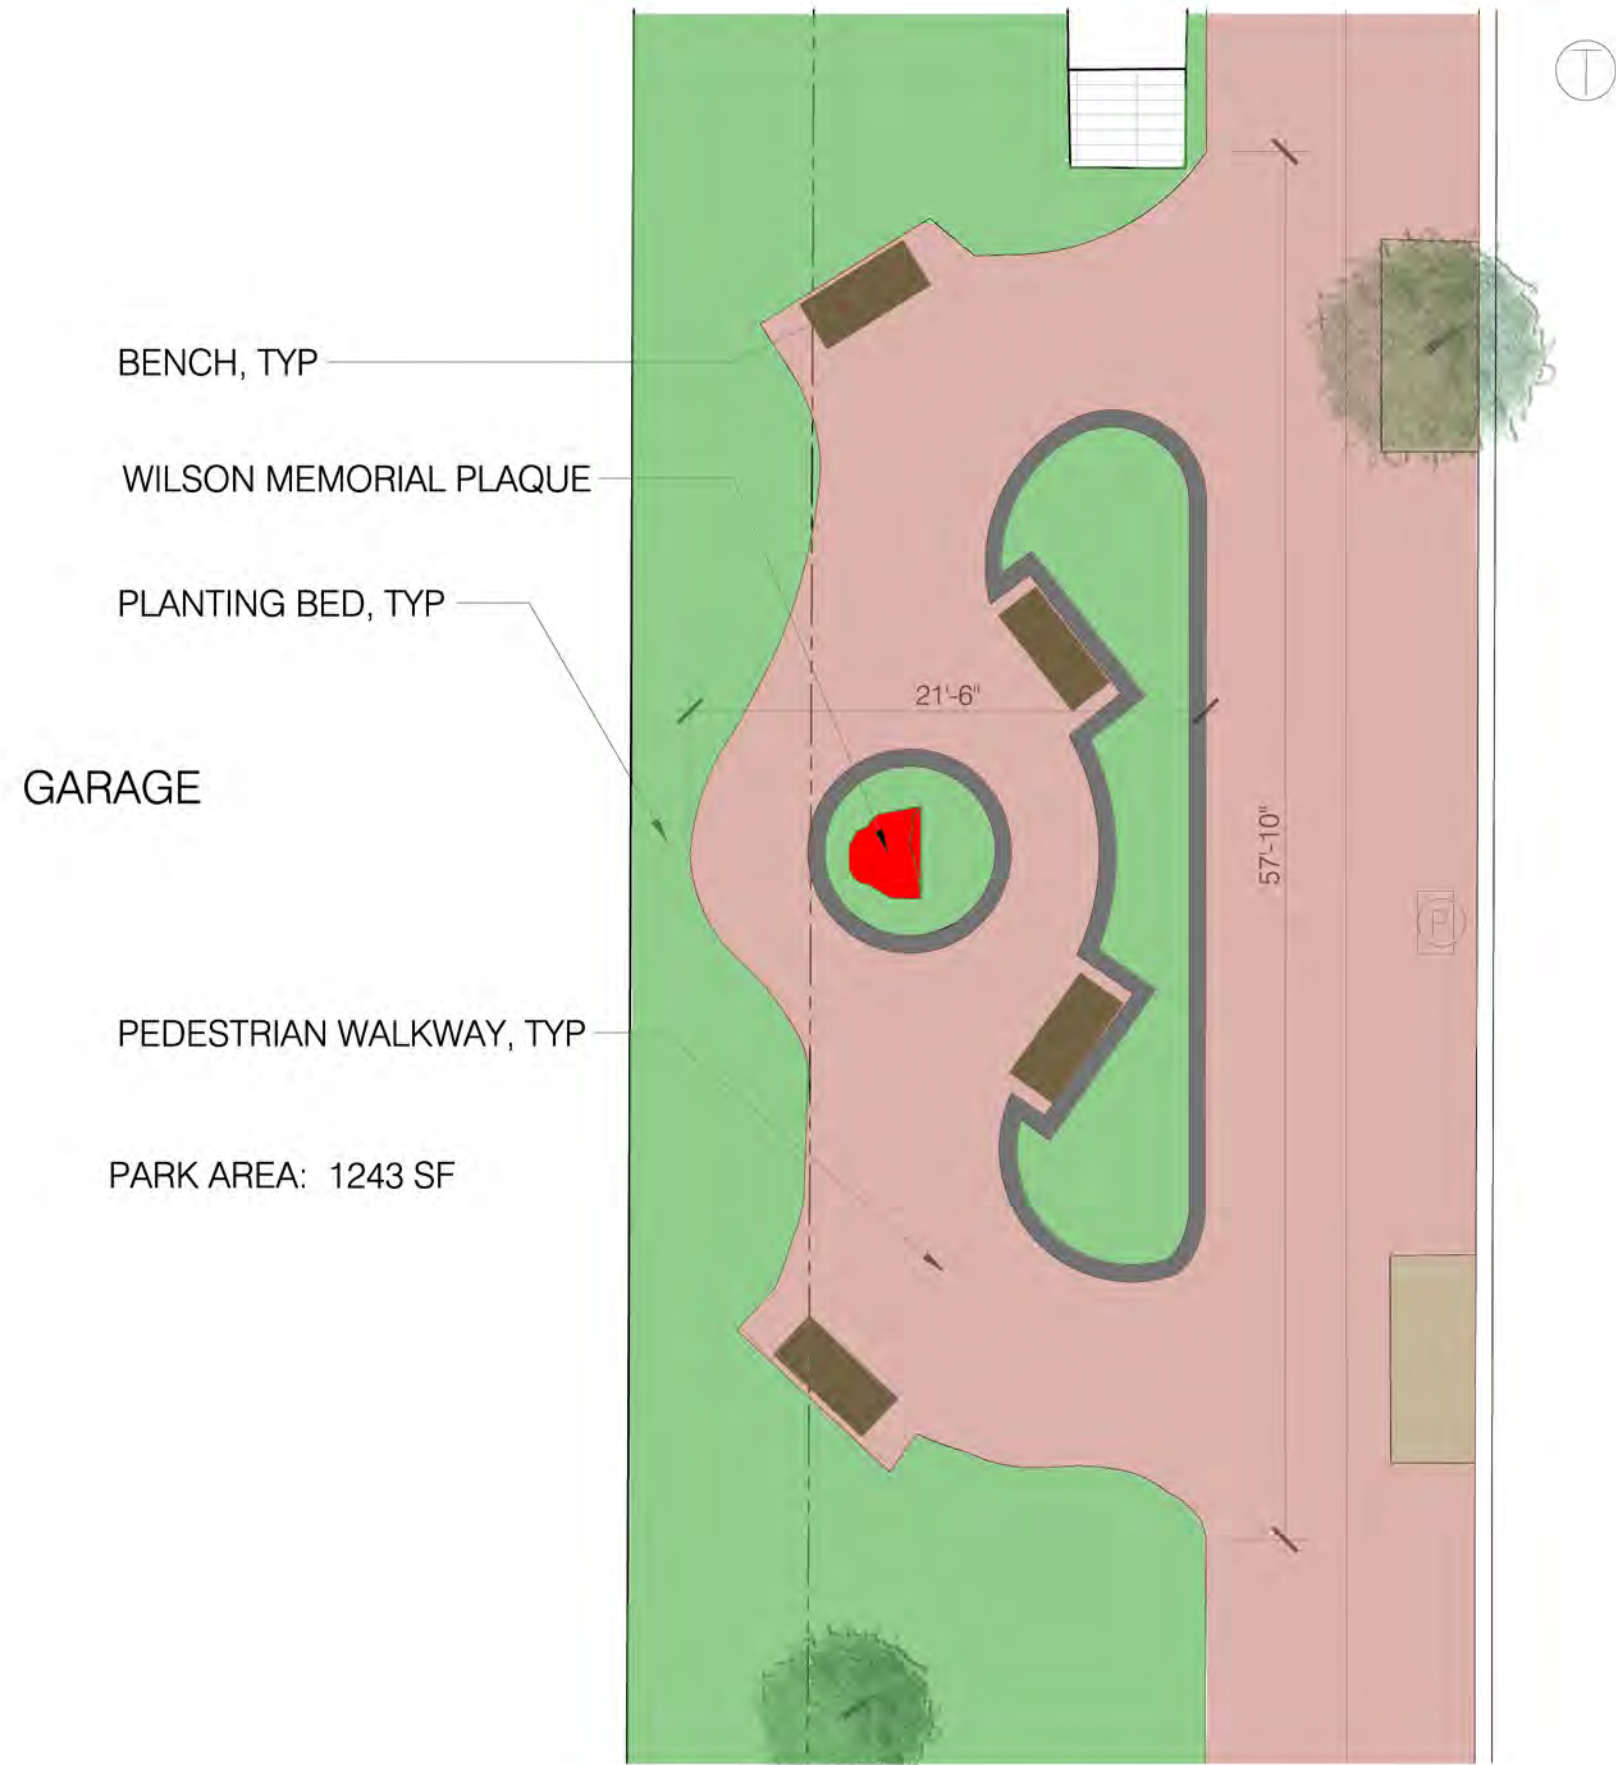 T
BENCH, TYP
WILSON MEMORIAL PLAQUE
PLANTING BED, TYP
21'-6"
GARAGE
57'-10"
P
PEDESTRIAN WALKWAY, TYP
PARK AREA: 1243 SF